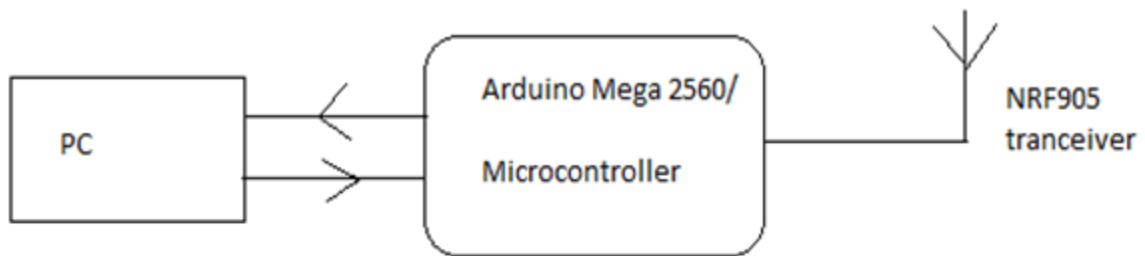 PC
Arduino Mega 2560/
Microcontroller
NRF905
tranceiver